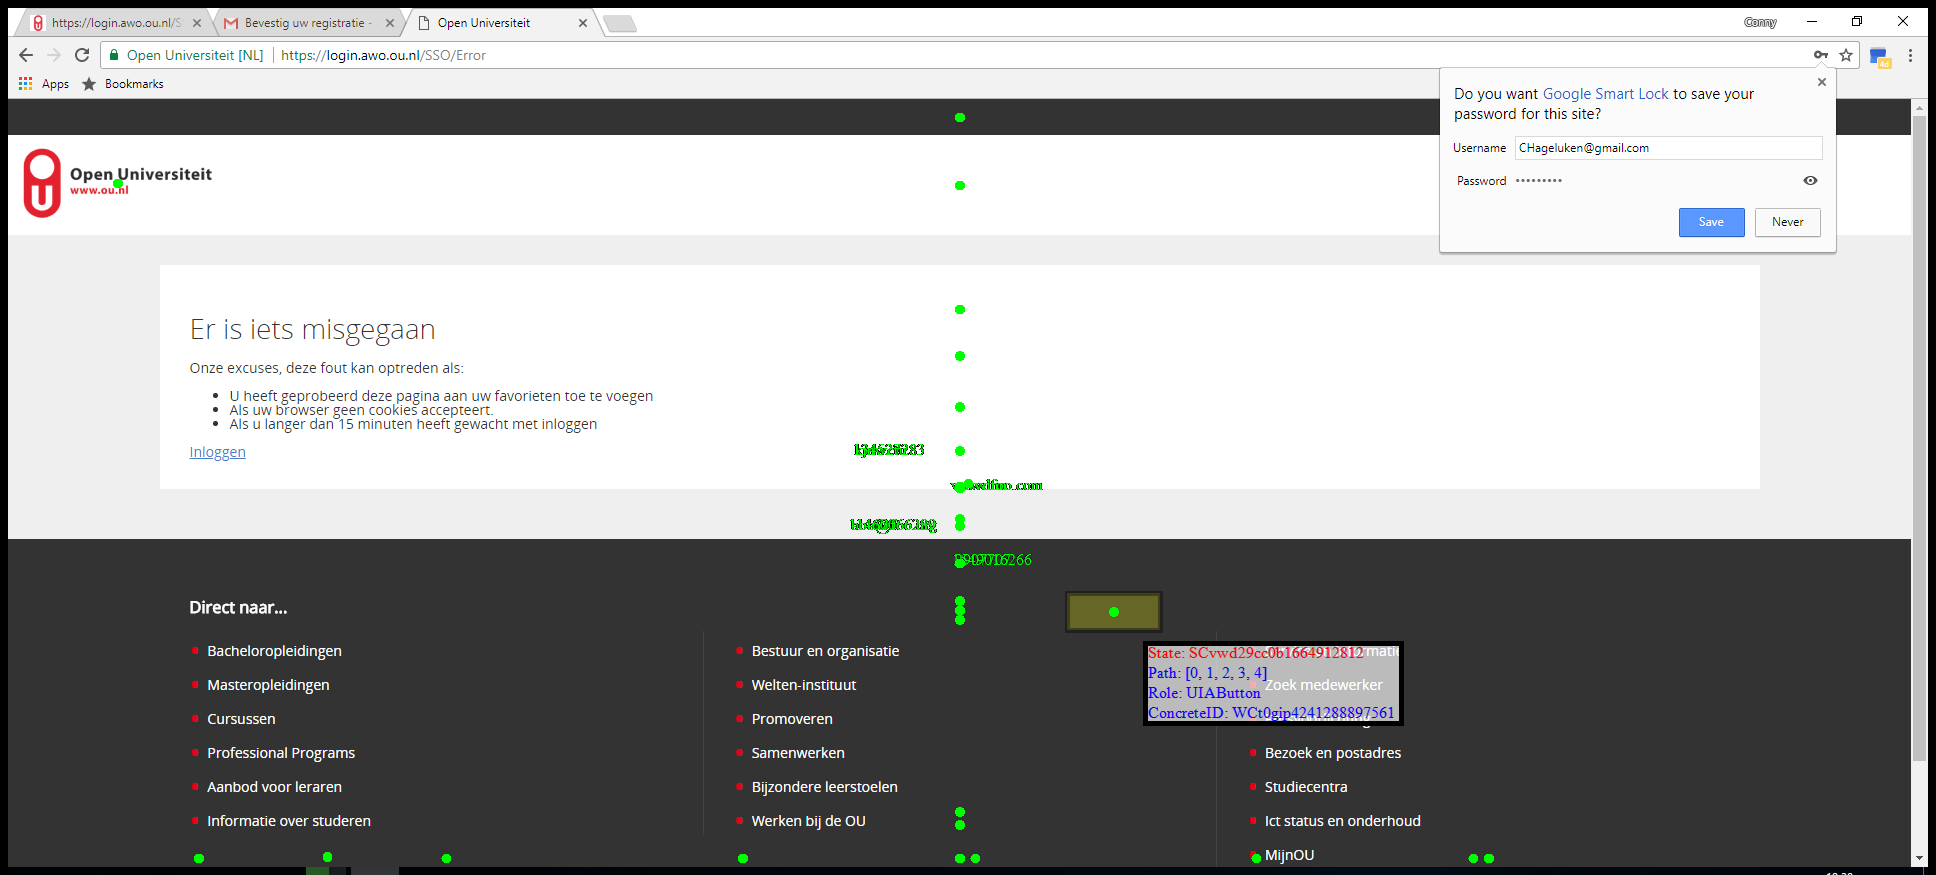 https://login.awo.ou.nl/S
Bevestig uw registratie -
Open Universiteit
Conny
Open Universiteit [NL]
https://login.awo.ou.nl/SSO/Error
4d
Apps
Bookmarks
Do you want Google Smart Lock to save your
password for this site?
Username
CHageluken@gmail.com
Password
•••••••••
Save
Never
Open Universiteit
www.ou.nl
Er is iets misgegaan
Onze excuses, deze fout kan optreden als:
U heeft geprobeerd deze pagina aan uw favorieten toe te voegen
Als uw browser geen cookies accepteert.
Als u langer dan 15 minuten heeft gewacht met inloggen
Inloggen
Direct naar...
Bacheloropleidingen
Masteropleidingen
Cursussen
Professional Programs
Aanbod voor leraren
Informatie over studeren
Bestuur en organisatie
Welten-instituut
Promoveren
Samenwerken
Bijzondere leerstoelen
Werken bij de OU
State: SCvwd29cc0b1664912812
Path: [0, 1, 2, 3, 4]
Role: UIAButton
ConcreteID: WCt0gip4241288897561
Zoek medewerker
Bezoek en postadres
Studiecentra
Ict status en onderhoud
MijnOU